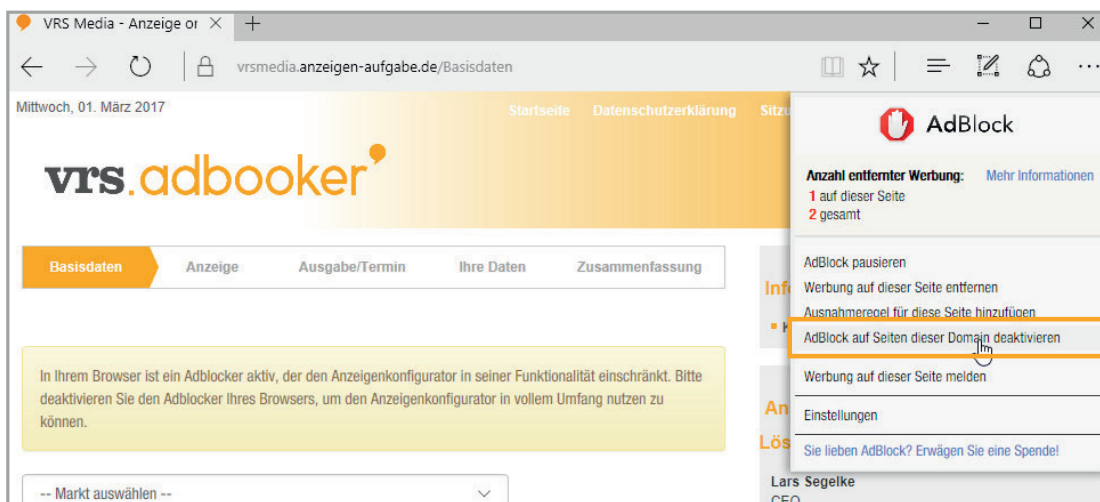 VRS Media - Anzeige or
vrsmedia.anzeigen-aufgabe.de/Basisdaten
Mittwoch, 01. März 2017
Startseite Datenschutzerklärung
vrs.adbooker
Basisdaten Anzeige Ausgabe/Termin Ihre Daten Zusammenfassung
In Ihrem Browser ist ein Adblocker aktiv, der den Anzeigenkonfigurator in seiner Funktionalität einschränkt. Bitte
deaktivieren Sie den Adblocker Ihres Browsers, um den Anzeigenkonfigurator in vollem Umfang nutzen zu
können.
-- Markt auswählen --
AdBlock
Anzahl entfernter Werbung: Mehr Informationen
1 auf dieser Seite
2 gesamt
AdBlock pausieren
Werbung auf dieser Seite entfernen
Ausnahmeregel für diese Seite hinzufügen
AdBlock auf Seiten dieser Domain deaktivieren
Werbung auf dieser Seite melden
Einstellungen
Sie lieben AdBlock? Erwägen Sie eine Spende!
Lars Segelke
CEO